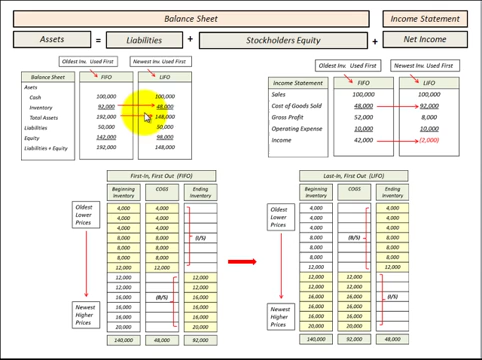 Balance Sheet
Income Statement
Assets = Liabilities + Stockholders Equity + Net Income
Oldest Inv. Used First Newest Inv. Used First
Balance Sheet FIFO LIFO
Assets
Cash 100,000 100,000
Inventory 92,000 48,000
Total Assets 192,000 148,000
Liabilities 50,000 50,000
Equity 142,000 98,000
Liabilities + Equity 192,000 148,000
Oldest Inv. Used First Newest Inv. Used First
Income Statement FIFO LIFO
Sales 100,000 100,000
Cost of Goods Sold 48,000 92,000
Gross Profit 52,000 8,000
Operating Expense 10,000 10,000
Income 42,000 (2,000)
First-In, First Out (FIFO)
Beginning Inventory COGS Ending Inventory
Oldest Lower Prices
4,000 4,000
4,000 4,000
4,000 4,000
8,000 8,000
8,000 8,000
8,000 8,000
12,000 12,000
(I/S)
12,000 12,000
12,000 12,000
16,000 16,000
16,000 16,000
16,000 16,000
20,000 20,000
(B/S)
Newest Higher Prices
140,000 48,000 92,000
Last-In, First Out (LIFO)
Beginning Inventory COGS Ending Inventory
Oldest Lower Prices
4,000 4,000
4,000 4,000
4,000 4,000
8,000 8,000
8,000 8,000
8,000 8,000
12,000 12,000
(B/S)
12,000 12,000
12,000 12,000
16,000 16,000
16,000 16,000
16,000 16,000
20,000 20,000
(I/S)
Newest Higher Prices
140,000 92,000 48,000